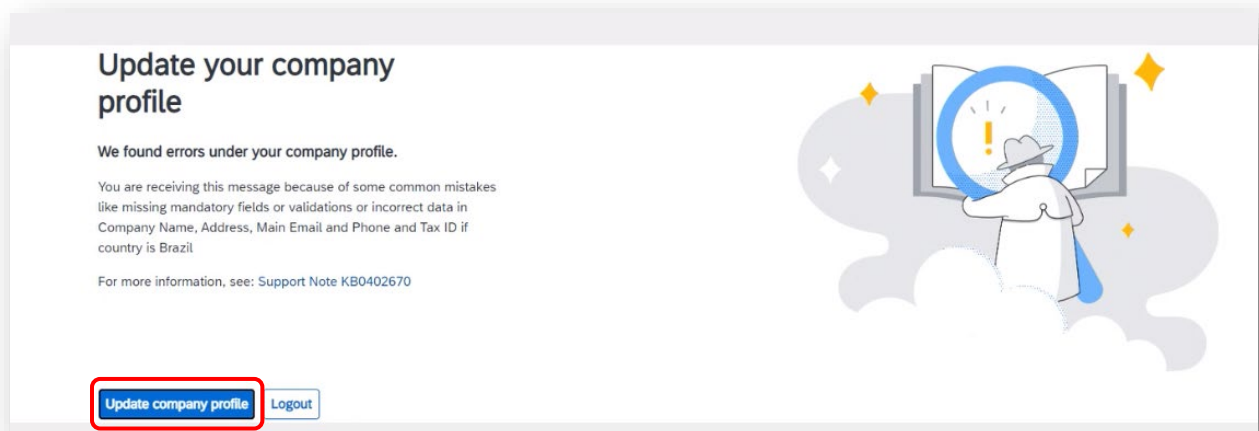 Update your company
profile
We found errors under your company profile.
You are receiving this message because of some common mistakes
like missing mandatory fields or validations or incorrect data in
Company Name, Address, Main Email and Phone and Tax ID if
country is Brazil
For more information, see: Support Note KB0402670
Update company profile Logout